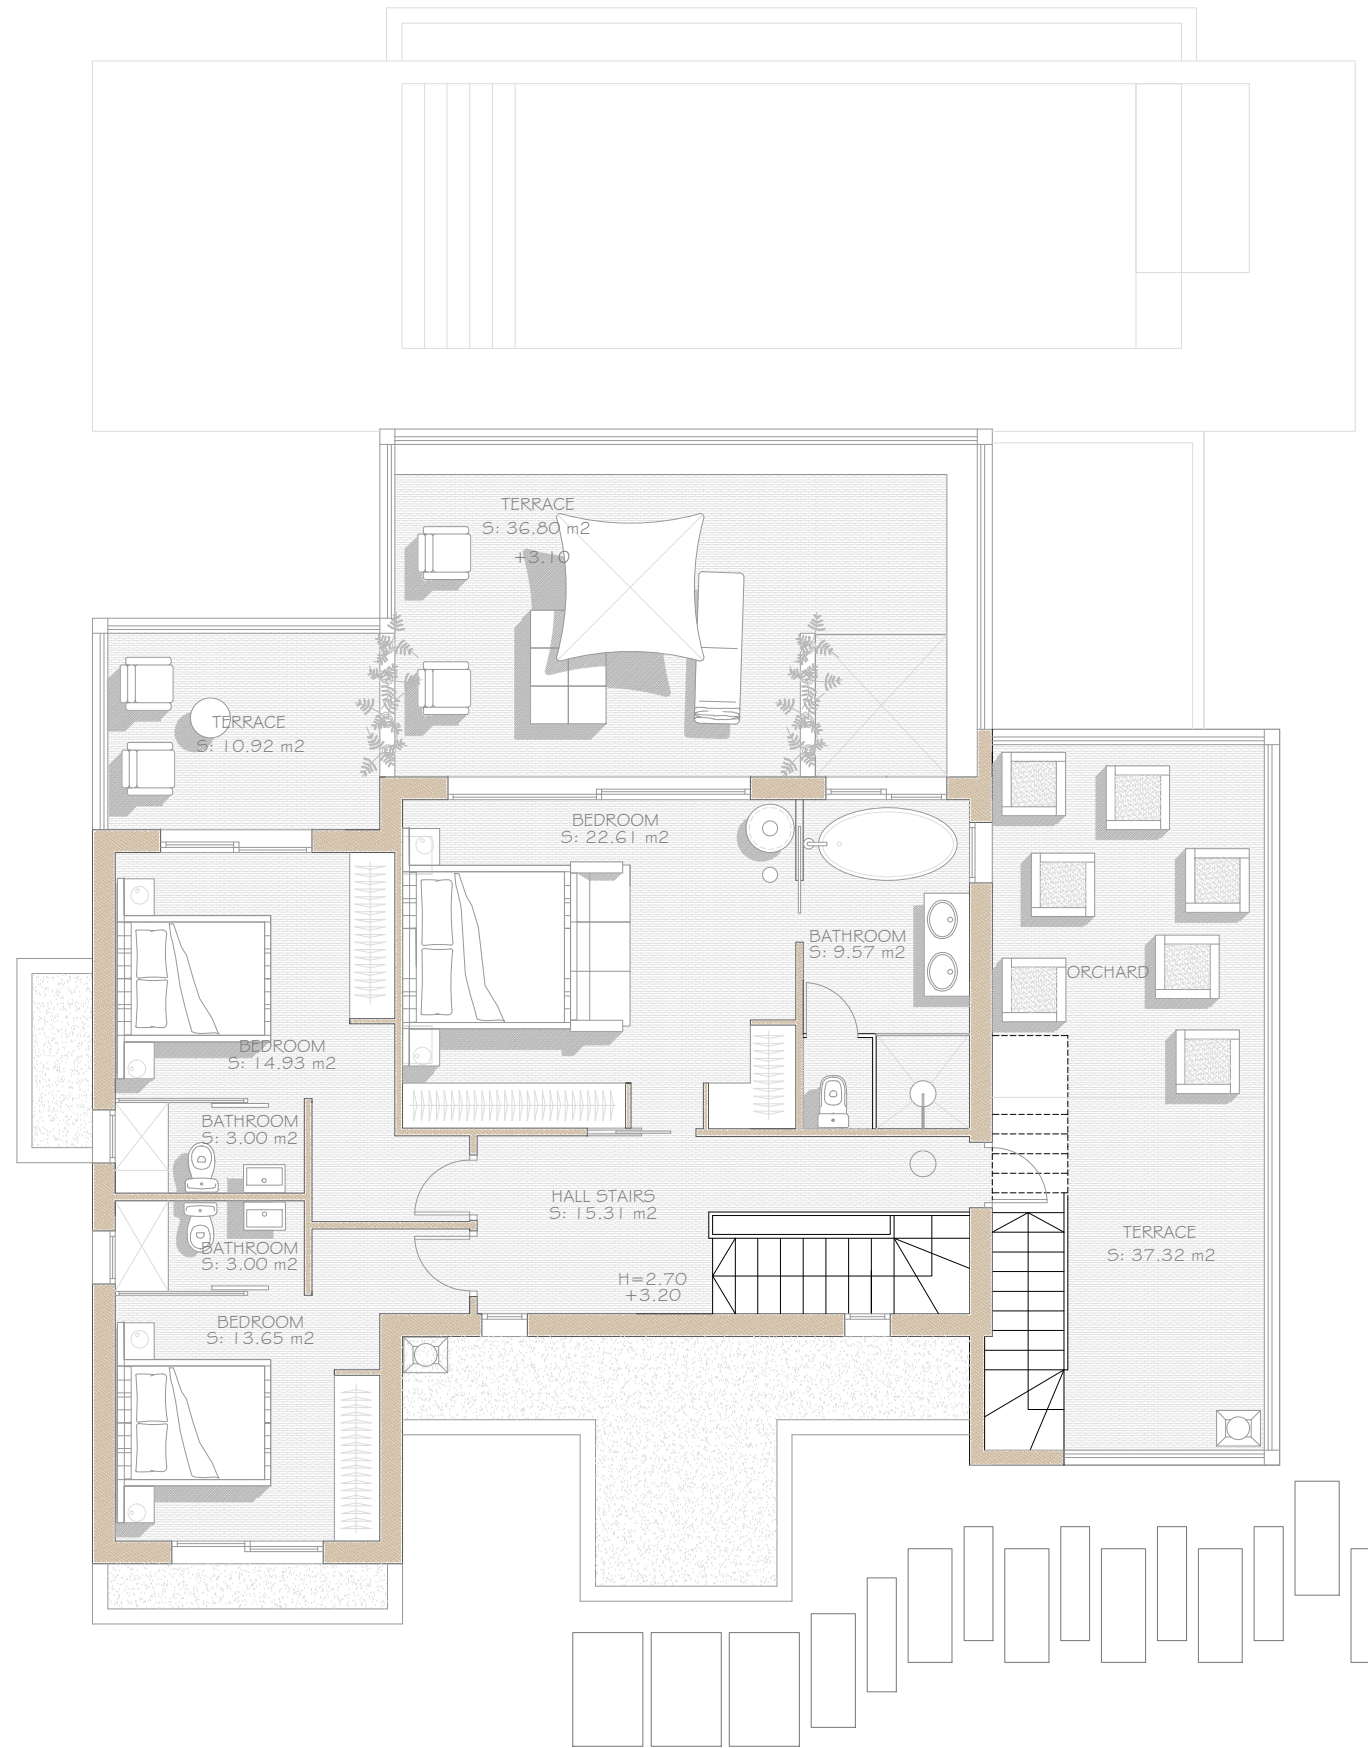 TERRACE
S: 36.80 m2
+3.10
TERRACE
S: 10.92 m2
BEDROOM
S: 22.61 m2
BATHROOM
S: 9.57 m2
ORCHARD
BEDROOM
S: 14.93 m2
BATHROOM
S: 3.00 m2
HALL STAIRS
S: 15.31 m2
TERRACE
S: 37.32 m2
BATHROOM
S: 3.00 m2
H=2.70
+3.20
BEDROOM
S: 13.65 m2